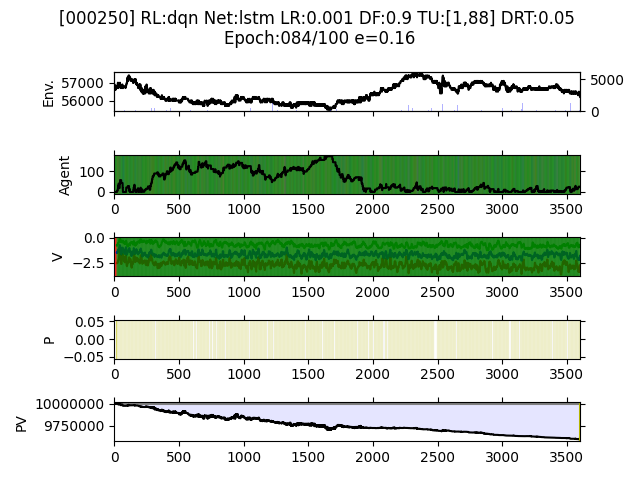 [000250] RL:dqn Net:lstm LR:0.001 DF:0.9 TU:[1,88] DRT:0.05
Epoch:084/100 e=0.16
Env.
57000
56000
5000
0
Agent
100
0
0 500 1000 1500 2000 2500 3000 3500
V
0.0
−2.5
0 500 1000 1500 2000 2500 3000 3500
P
0.05
0.00
−0.05
0 500 1000 1500 2000 2500 3000 3500
PV
10000000
9750000
0 500 1000 1500 2000 2500 3000 3500